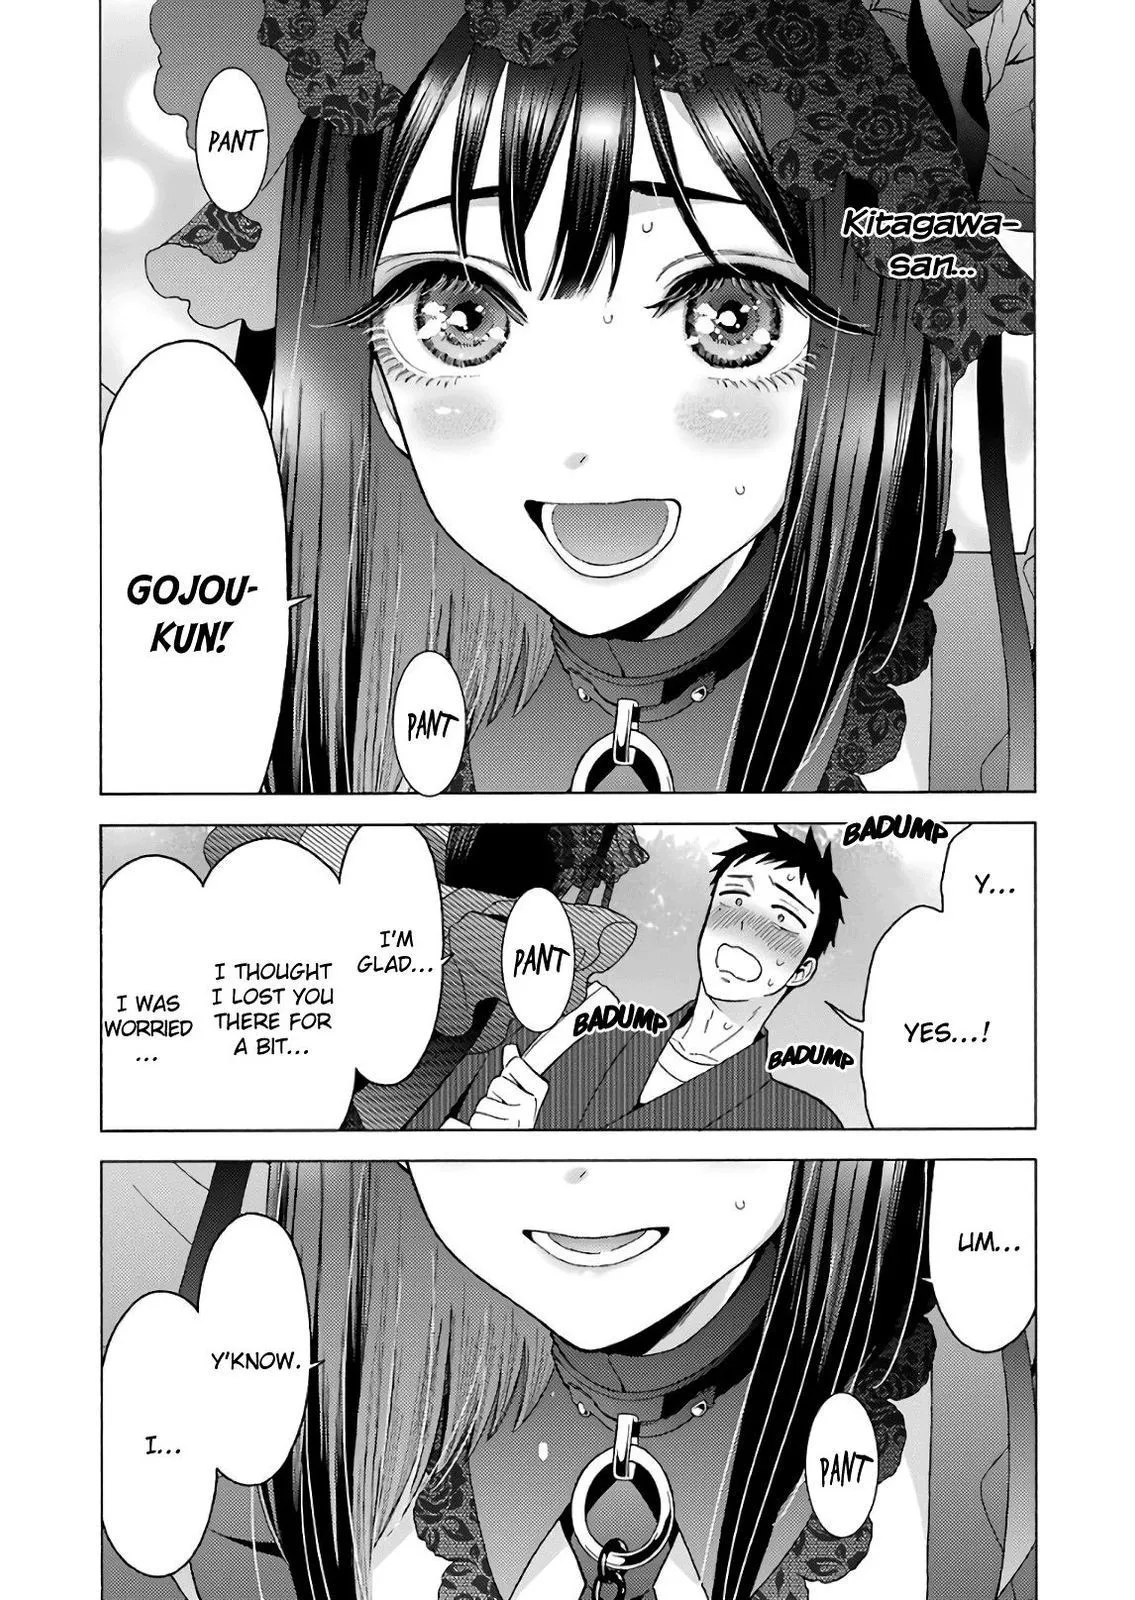 Kitagawa-
san...
PANT
GOJOU-
KUN!
PANT
Y...
YES...!
BADUMP
BADUMP
BADUMP
PANT
I'M
GLAD...
I THOUGHT
I LOST YOU
THERE FOR
A BIT...
I WAS
WORRIED
...
UM...
Y'KNOW.
I...
PANT